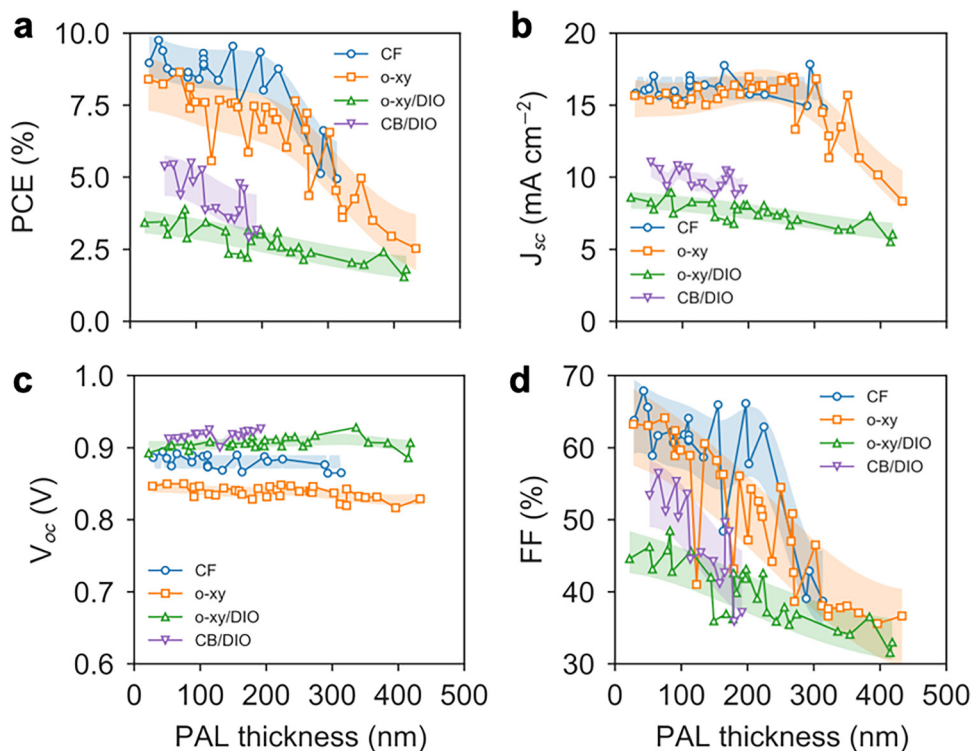 a
PCE (%)
10.0
7.5
5.0
2.5
0.0
CF
o-xy
o-xy/DIO
CB/DIO
b
J_sc (mA cm⁻²)
20
15
10
5
0
CF
o-xy
o-xy/DIO
CB/DIO
c
V_oc (V)
1.0
0.9
0.8
0.7
0.6
CF
o-xy
o-xy/DIO
CB/DIO
0 100 200 300 400 500
PAL thickness (nm)
d
FF (%)
70
60
50
40
30
CF
o-xy
o-xy/DIO
CB/DIO
0 100 200 300 400 500
PAL thickness (nm)